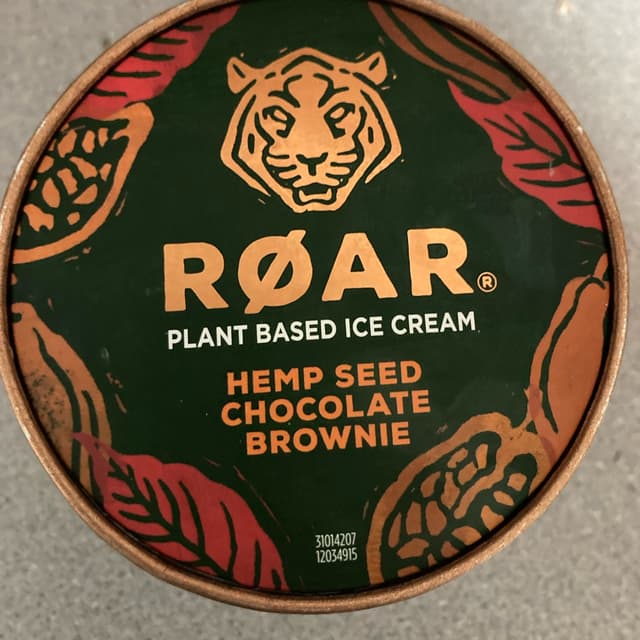 RØAR®
PLANT BASED ICE CREAM
HEMP SEED
CHOCOLATE
BROWNIE
31014207
12034915